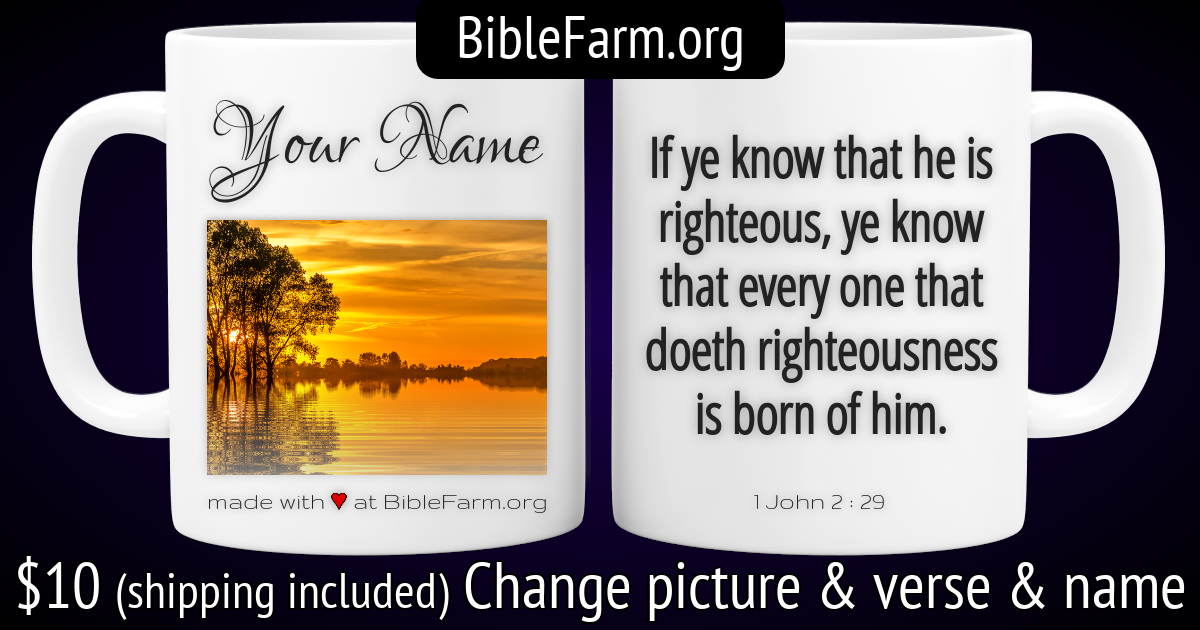 BibleFarm.org
Your Name
made with ♥ at BibleFarm.org
If ye know that he is
righteous, ye know
that every one that
doeth righteousness
is born of him.
1 John 2 : 29
$10 (shipping included) Change picture & verse & name